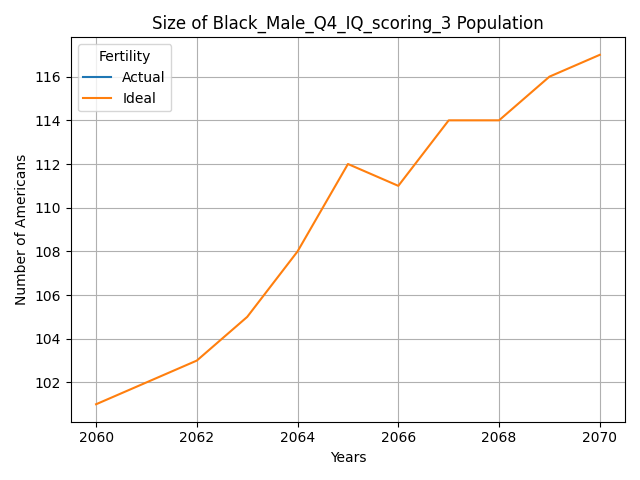 Size of Black_Male_Q4_IQ_scoring_3 Population
Fertility
Actual
Ideal
Number of Americans
116
114
112
110
108
106
104
102
2060 2062 2064 2066 2068 2070
Years